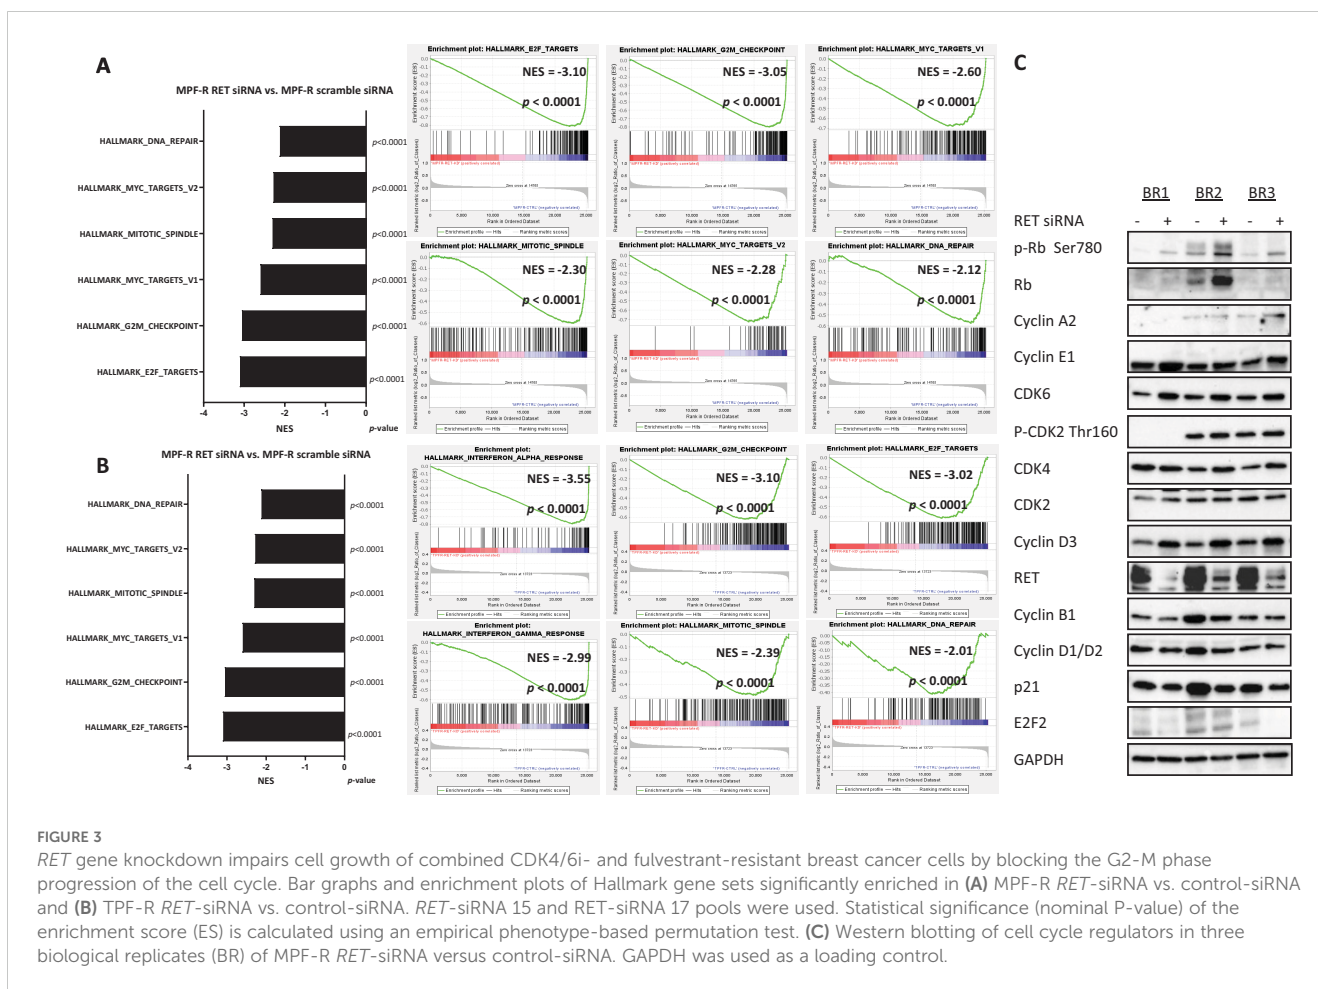 A
MPF-R RET siRNA vs. MPF-R scramble siRNA
HALLMARK_DNA_REPAIR
p<0.0001
HALLMARK_MYC_TARGETS_V2
p<0.0001
HALLMARK_MITOTIC_SPINDLE
p<0.0001
HALLMARK_MYC_TARGETS_V1
p<0.0001
HALLMARK_G2M_CHECKPOINT
p<0.0001
HALLMARK_E2F_TARGETS
p<0.0001
-4 -3 -2 -1 0
NES
p-value
Enrichment plot: HALLMARK_E2F_TARGETS
NES = -3.10
p < 0.0001
Enrichment plot: HALLMARK_G2M_CHECKPOINT
NES = -3.05
p < 0.0001
Enrichment plot: HALLMARK_MYC_TARGETS_V1
NES = -2.60
p < 0.0001
Enrichment plot: HALLMARK_MITOTIC_SPINDLE
NES = -2.30
p < 0.0001
Enrichment plot: HALLMARK_MYC_TARGETS_V2
NES = -2.28
p < 0.0001
Enrichment plot: HALLMARK_DNA_REPAIR
NES = -2.12
p < 0.0001
Enrichment score (ES)
Rank in Ordered Dataset
Enrichment profile Hits Ranking metric scores
B
MPF-R RET siRNA vs. MPF-R scramble siRNA
HALLMARK_DNA_REPAIR
p<0.0001
HALLMARK_MYC_TARGETS_V2
p<0.0001
HALLMARK_MITOTIC_SPINDLE
p<0.0001
HALLMARK_MYC_TARGETS_V1
p<0.0001
HALLMARK_G2M_CHECKPOINT
p<0.0001
HALLMARK_E2F_TARGETS
p<0.0001
-4 -3 -2 -1 0
NES
p-value
Enrichment plot:
HALLMARK_INTERFERON_ALPHA_RESPONSE
NES = -3.55
p < 0.0001
Enrichment plot: HALLMARK_G2M_CHECKPOINT
NES = -3.10
p < 0.0001
Enrichment plot: HALLMARK_E2F_TARGETS
NES = -3.02
p < 0.0001
Enrichment plot:
HALLMARK_INTERFERON_GAMMA_RESPONSE
NES = -2.99
p < 0.0001
Enrichment plot: HALLMARK_MITOTIC_SPINDLE
NES = -2.39
p < 0.0001
Enrichment plot: HALLMARK_DNA_REPAIR
NES = -2.01
p < 0.0001
C
BR1 BR2 BR3
RET siRNA - + - + - +
p-Rb Ser780
Rb
Cyclin A2
Cyclin E1
CDK6
P-CDK2 Thr160
CDK4
CDK2
Cyclin D3
RET
Cyclin B1
Cyclin D1/D2
p21
E2F2
GAPDH
FIGURE 3
RET gene knockdown impairs cell growth of combined CDK4/6i- and fulvestrant-resistant breast cancer cells by blocking the G2-M phase
progression of the cell cycle. Bar graphs and enrichment plots of Hallmark gene sets significantly enriched in (A) MPF-R RET-siRNA vs. control-siRNA
and (B) TPF-R RET-siRNA vs. control-siRNA. RET-siRNA 15 and RET-siRNA 17 pools were used. Statistical significance (nominal P-value) of the
enrichment score (ES) is calculated using an empirical phenotype-based permutation test. (C) Western blotting of cell cycle regulators in three
biological replicates (BR) of MPF-R RET-siRNA versus control-siRNA. GAPDH was used as a loading control.